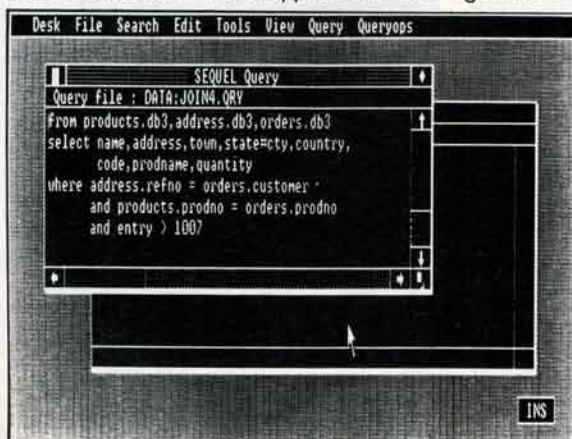 Desk File Search Edit Tools View Query Queryops
SEQUEL Query
Query file : DATA:JOIN4.QRY
from products.db3,address.db3,orders.db3
select name,address,town,state=cty,country,
code,prodname,quantity
where address.refno = orders.customer
and products.prodno = orders.prodno
and entry > 1007
INS